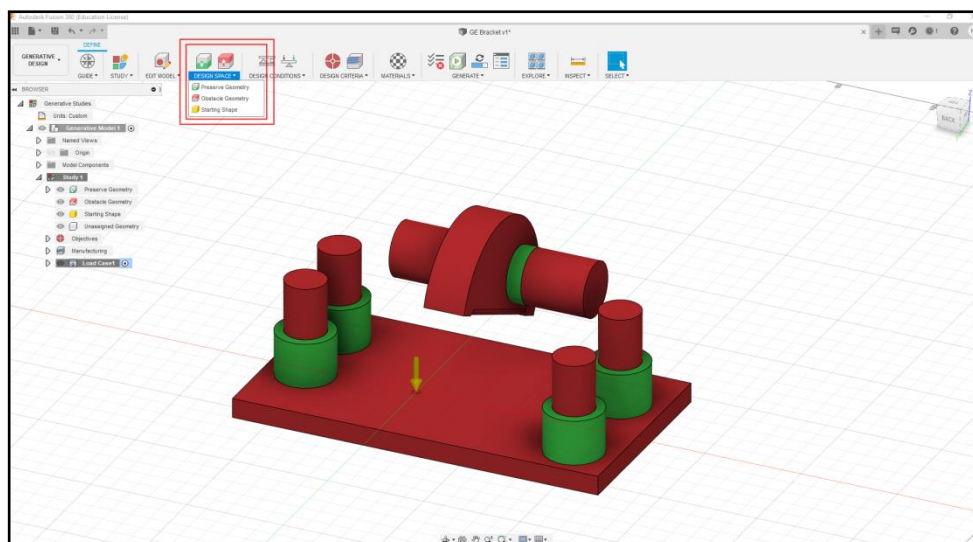 Autodesk Fusion 360 (Education License)
GE Bracket v1*
DEFINE
GENERATIVE DESIGN
GUIDE
STUDY
EDIT MODEL
DESIGN SPACE
DESIGN CONDITIONS
DESIGN CRITERIA
MATERIALS
GENERATE
EXPLORE
INSPECT
SELECT
Preserve Geometry
Obstacle Geometry
Starting Shape
BROWSER
Generative Studies
Units: Custom
Generative Model 1
Named Views
Origin
Model Components
Study 1
Preserve Geometry
Obstacle Geometry
Starting Shape
Unassigned Geometry
Objectives
Manufacturing
Load Case1
BACK